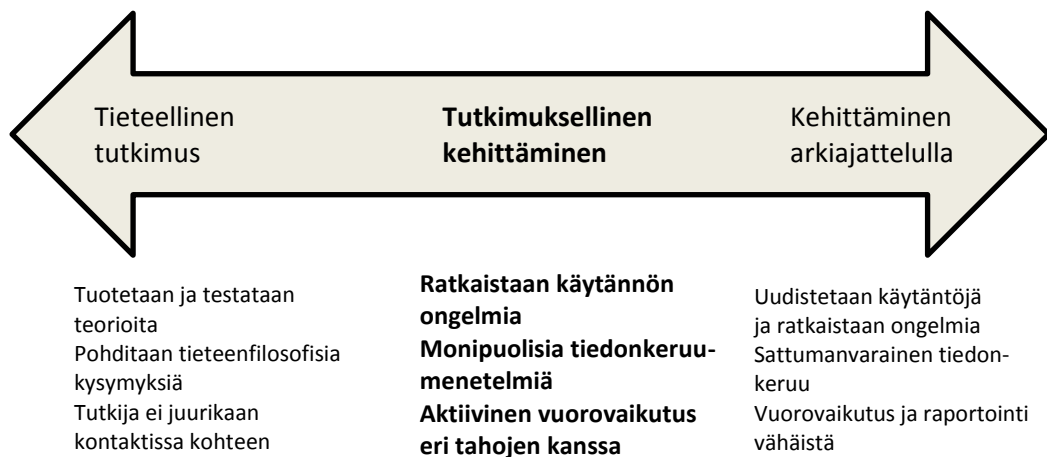 Tieteellinen
tutkimus
Tutkimuksellinen
kehittäminen
Kehittäminen
arkiajattelulla
Tuotetaan ja testataan
teorioita
Pohditaan tieteenfilosofisia
kysymyksiä
Tutkija ei juurikaan
kontaktissa kohteen
Ratkaistaan käytännön
ongelmia
Monipuolisia tiedonkeruu-
menetelmiä
Aktiivinen vuorovaikutus
eri tahojen kanssa
Uudistetaan käytäntöjä
ja ratkaistaan ongelmia
Sattumanvarainen tiedon-
keruu
Vuorovaikutus ja raportointi
vähäistä